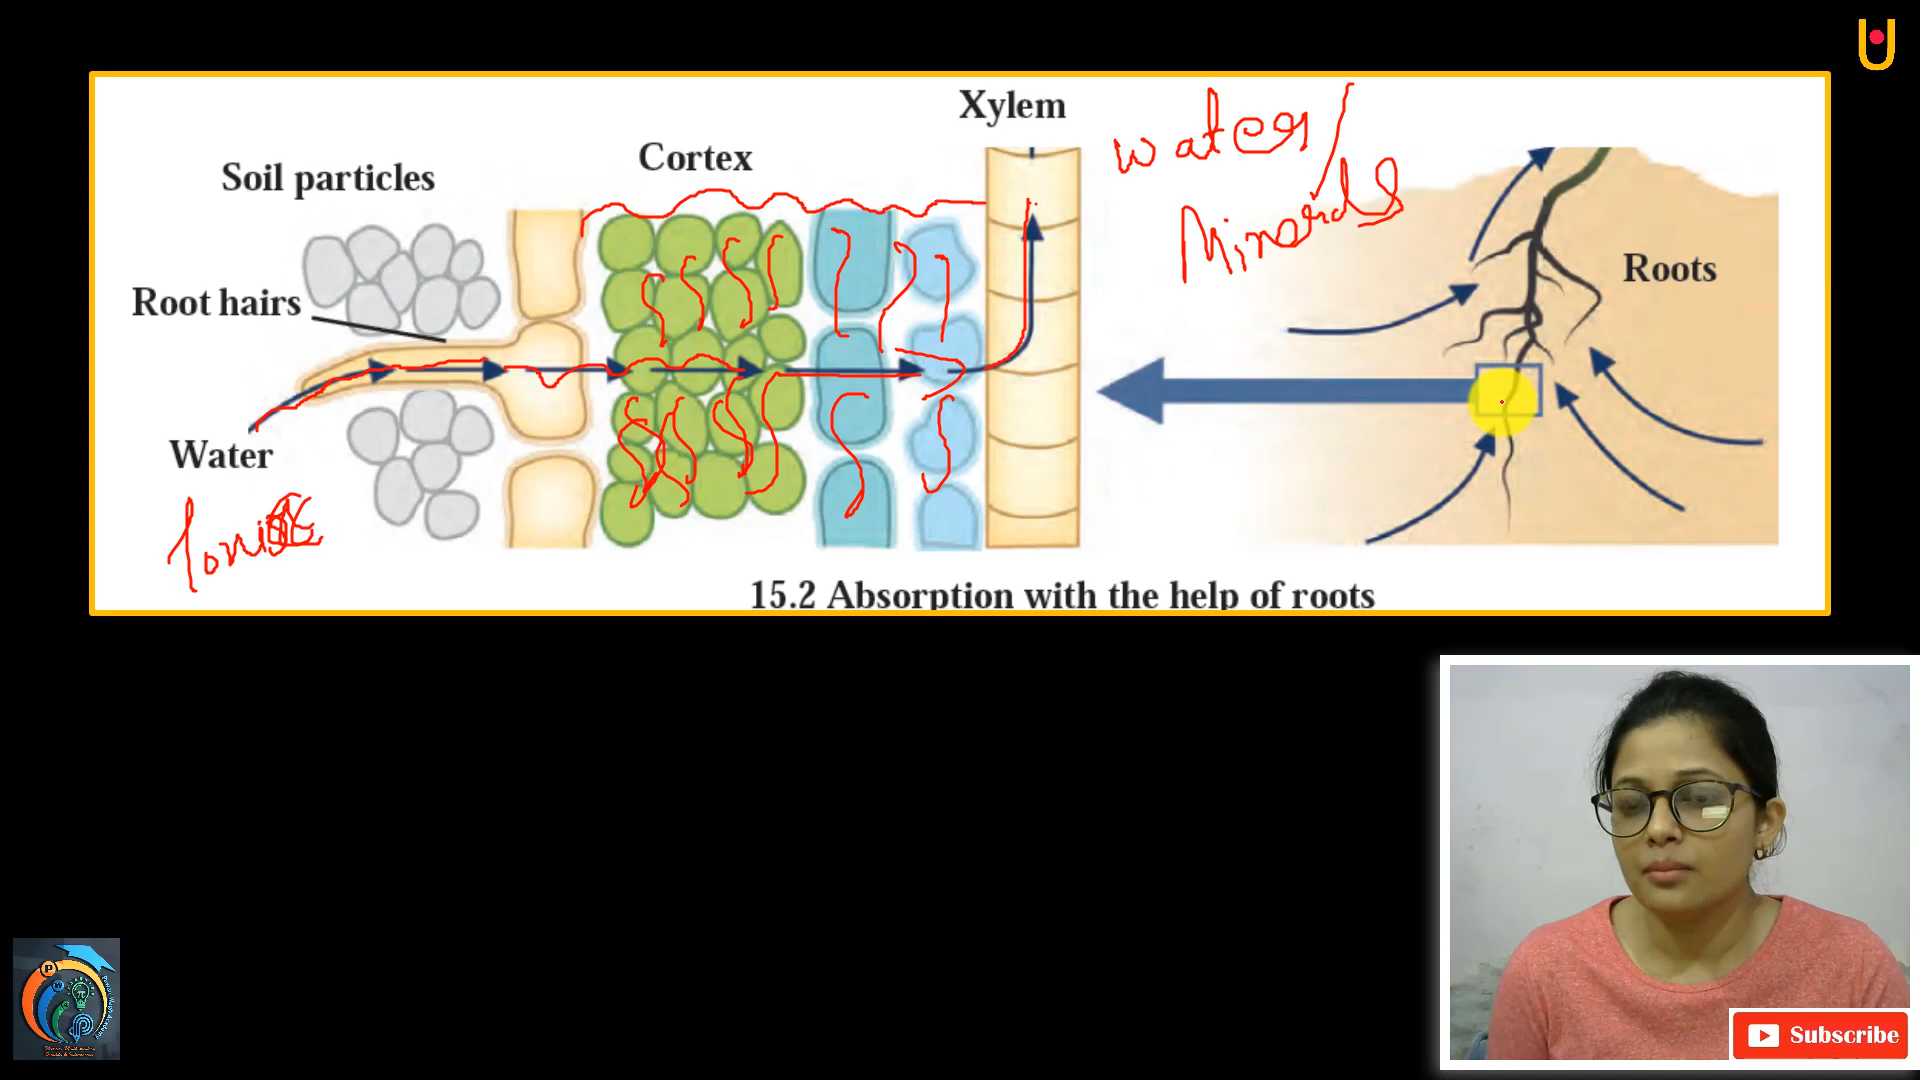 Xylem
water/
Cortex
Soil particles
Minerals
Roots
Root hairs
Water
15.2 Absorption with the help of roots
Subscribe